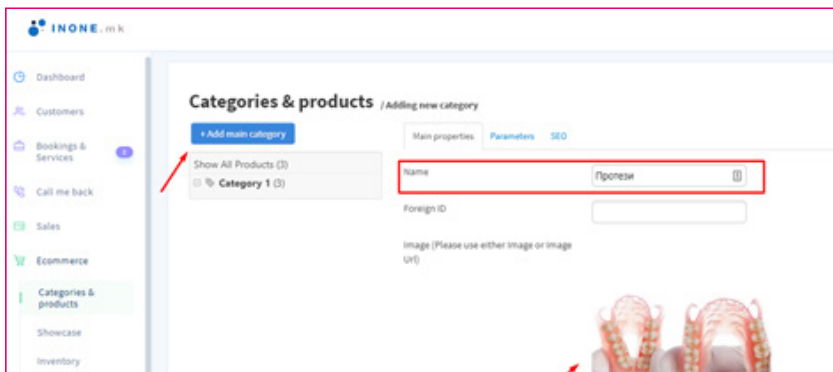 INONE.mk
Dashboard
Customers
Bookings &
Services
Call me back
Sales
Ecommerce
Categories &
products
Showcase
Inventory
Categories & products / Adding new category
+ Add main category
Show All Products (3)
Category 1 (3)
Main properties Parameters SEO
Name
Протези
Foreign ID
Image (Please use either Image or Image
Url)